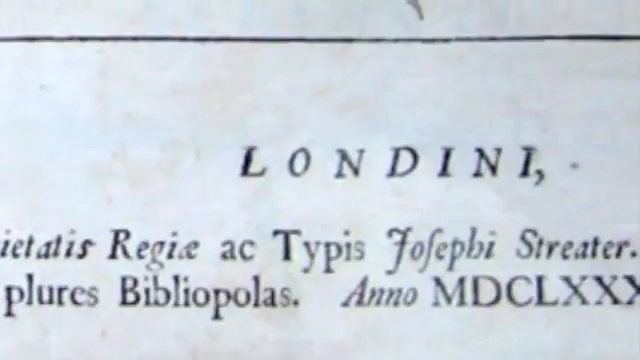 LONDINI,
ietatis Regiæ ac Typis Joſephi Streater.
plures Bibliopolas. Anno MDCLXXX